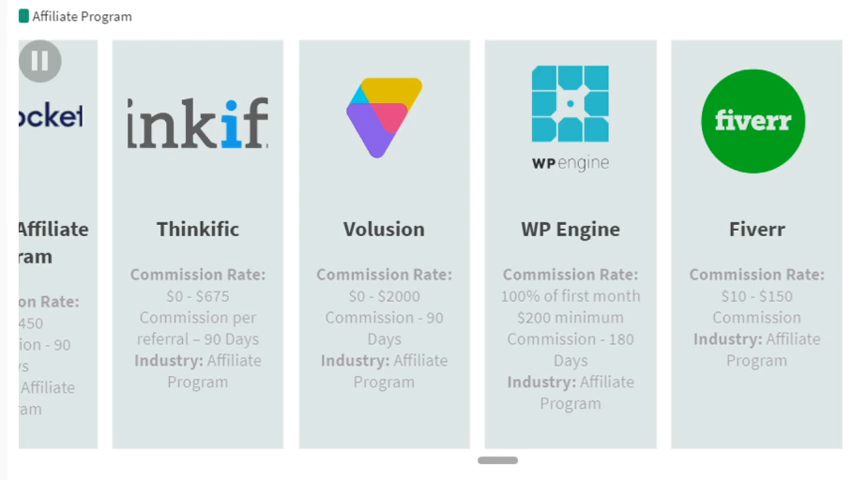 Affiliate Program
ocket
Affiliate
ram
on Rate:
450
ion - 90
ys
Affiliate
ram
inkif
Thinkific
Commission Rate:
$0 - $675
Commission per
referral – 90 Days
Industry: Affiliate
Program
Volusion
Commission Rate:
$0 - $2000
Commission - 90
Days
Industry: Affiliate
Program
WP engine
WP Engine
Commission Rate:
100% of first month
$200 minimum
Commission - 180
Days
Industry: Affiliate
Program
fiverr
Fiverr
Commission Rate:
$10 - $150
Commission
Industry: Affiliate
Program